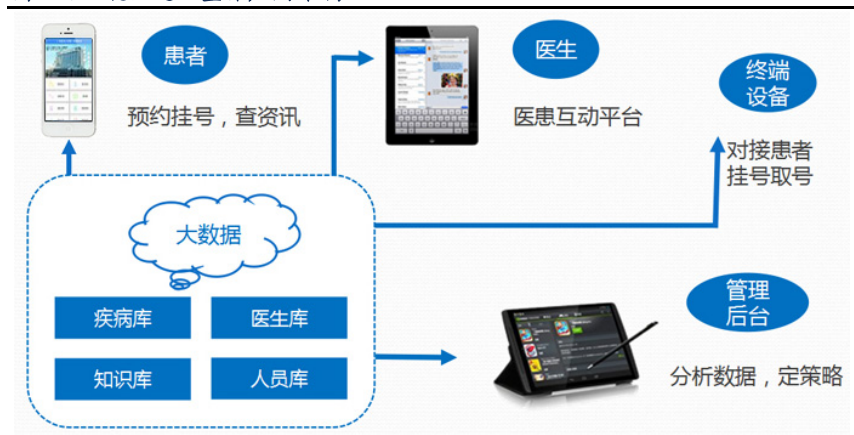 患者
预约挂号，查资讯
医生
医患互动平台
终端
设备
对接患者
挂号取号
大数据
疾病库
医生库
知识库
人员库
管理
后台
分析数据，定策略